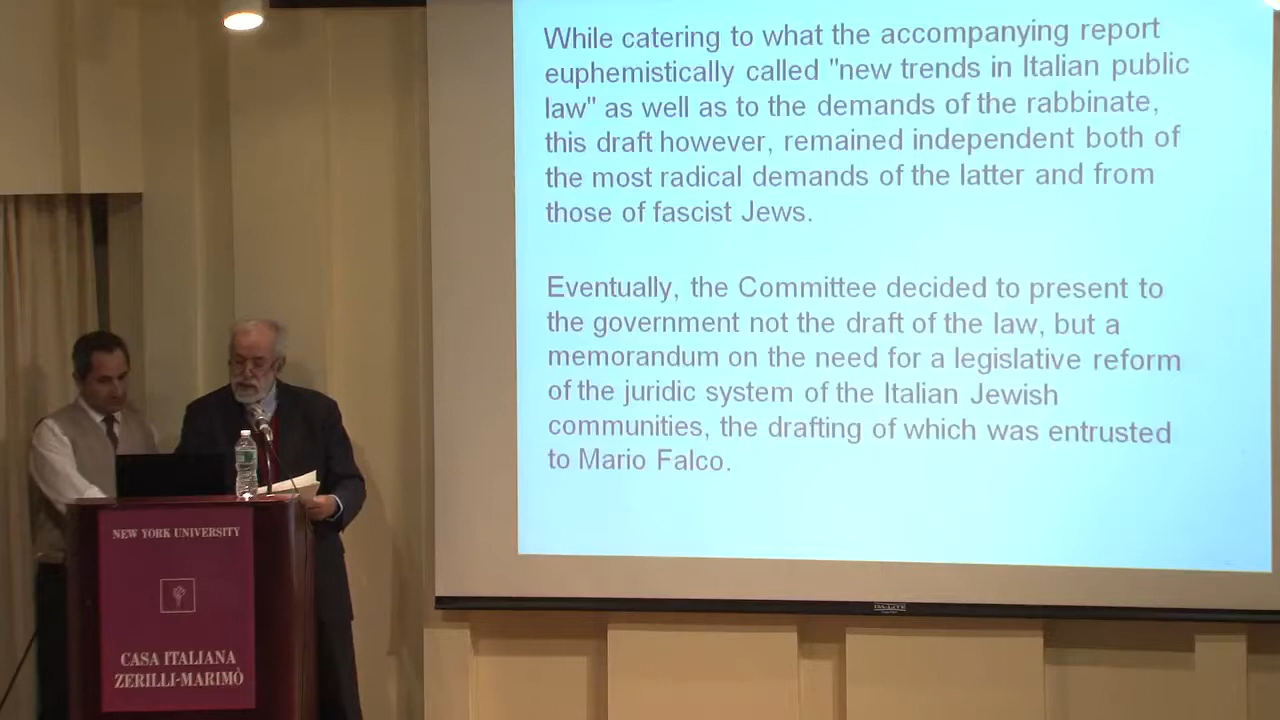 While catering to what the accompanying report
euphemistically called "new trends in Italian public
law" as well as to the demands of the rabbinate,
this draft however, remained independent both of
the most radical demands of the latter and from
those of fascist Jews.
Eventually, the Committee decided to present to
the government not the draft of the law, but a
memorandum on the need for a legislative reform
of the juridic system of the Italian Jewish
communities, the drafting of which was entrusted
to Mario Falco.
DA-LITE
NEW YORK UNIVERSITY
CASA ITALIANA
ZERILLI-MARIMÒ